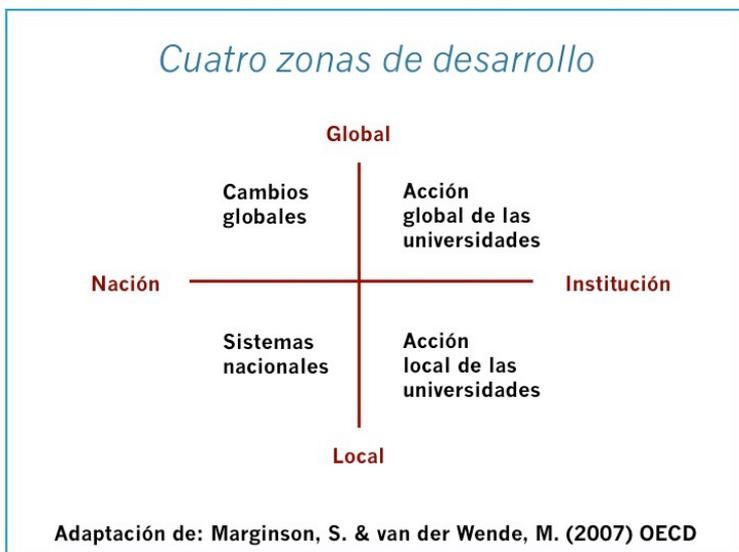 Cuatro zonas de desarrollo
Global
Cambios
globales
Acción
global de las
universidades
Nación
Institución
Sistemas
nacionales
Acción
local de las
universidades
Local
Adaptación de: Marginson, S. & van der Wende, M. (2007) OECD